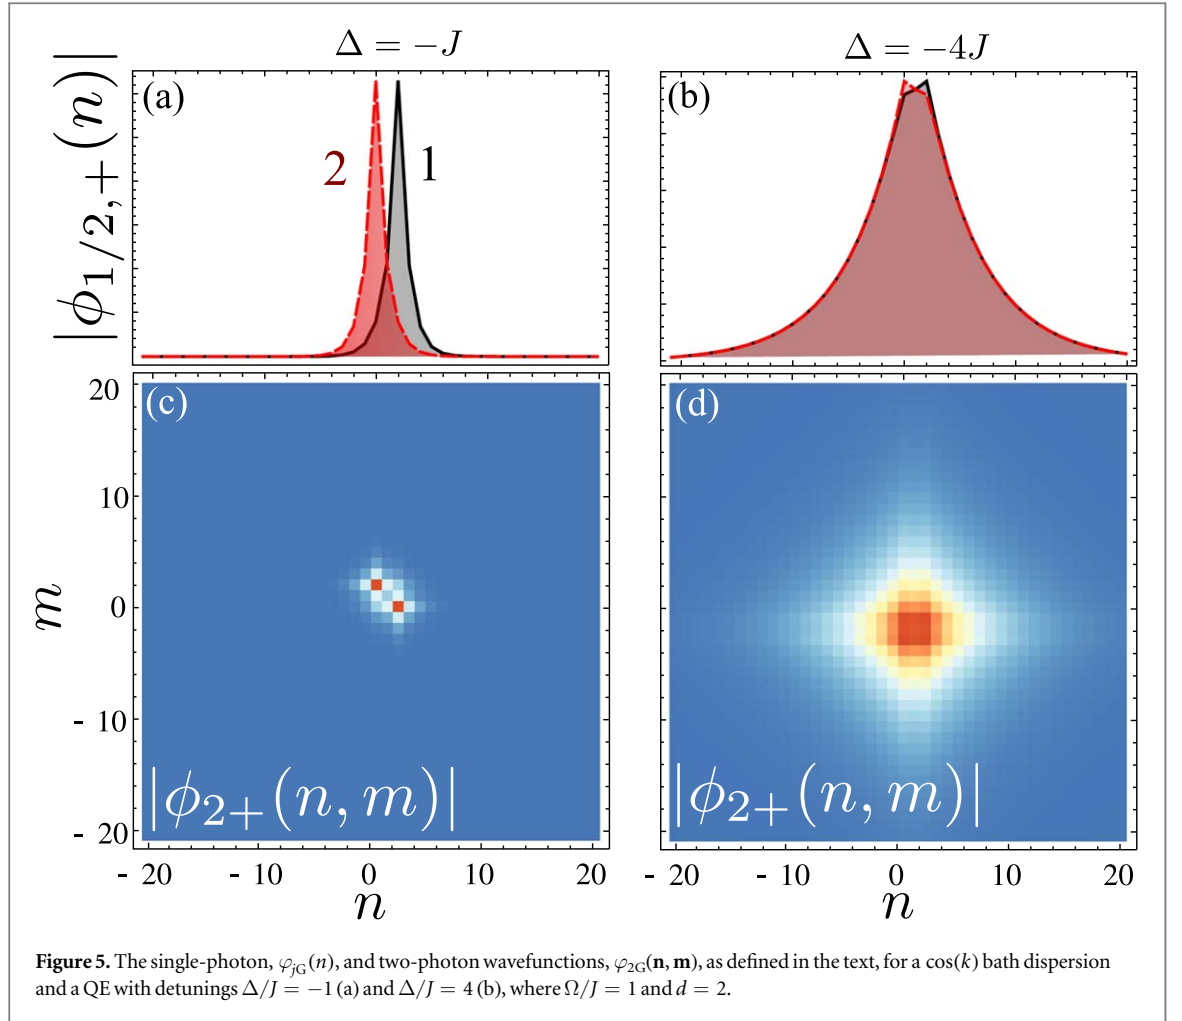 Δ = −J
Δ = −4J
|ϕ1/2,+(n)|
(a)
2
1
(b)
(c)
(d)
20
10
0
- 10
- 20
m
|ϕ2+(n, m)|
|ϕ2+(n, m)|
- 20
- 10
0
10
20
- 20
- 10
0
10
20
n
n
Figure 5. The single-photon, φjG(n), and two-photon wavefunctions, φ2G(n, m), as defined in the text, for a cos(k) bath dispersion
and a QE with detunings Δ/J = −1 (a) and Δ/J = 4 (b), where Ω/J = 1 and d = 2.